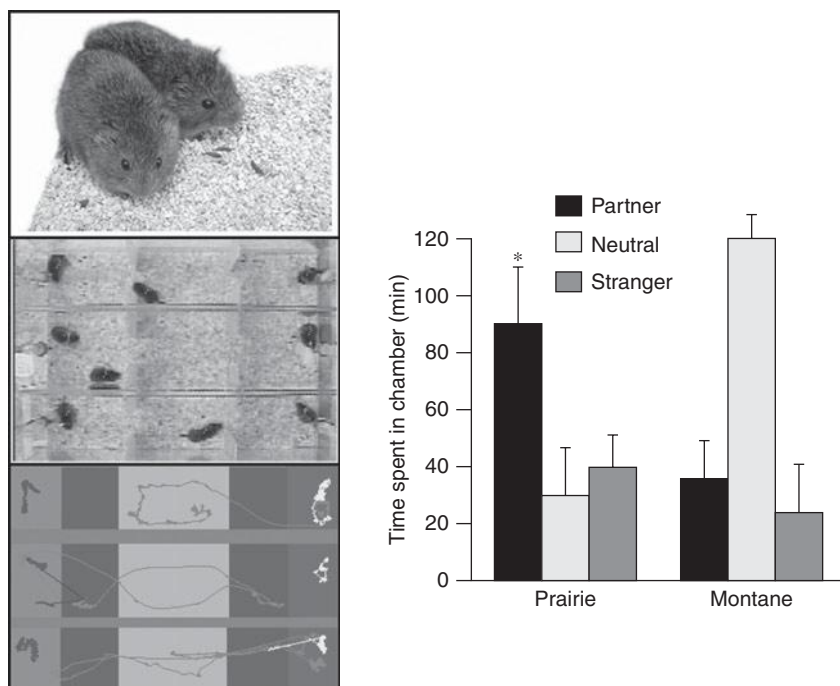 Partner
Neutral
Stranger
Time spent in chamber (min)
120
100
80
60
40
20
0
*
Prairie
Montane